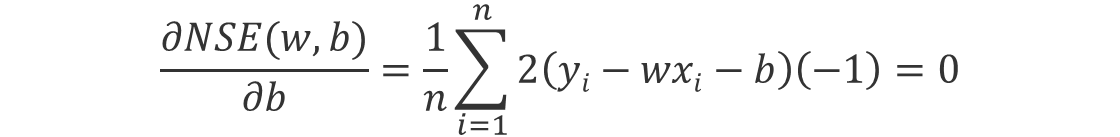 ∂NSE(w, b)/∂b = 1/n ∑_{i=1}^{n} 2(y_i − wx_i − b)(−1) = 0